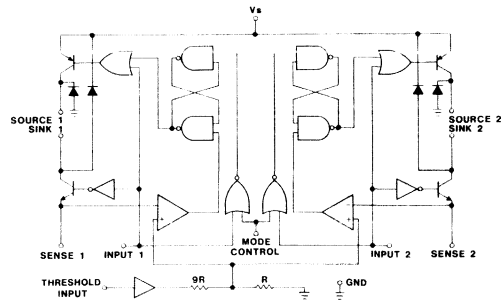 Vs
SOURCE 1
SINK 1
SOURCE 2
SINK 2
SENSE 1
INPUT 1
MODE
CONTROL
INPUT 2
SENSE 2
THRESHOLD
INPUT
9R
R
GND